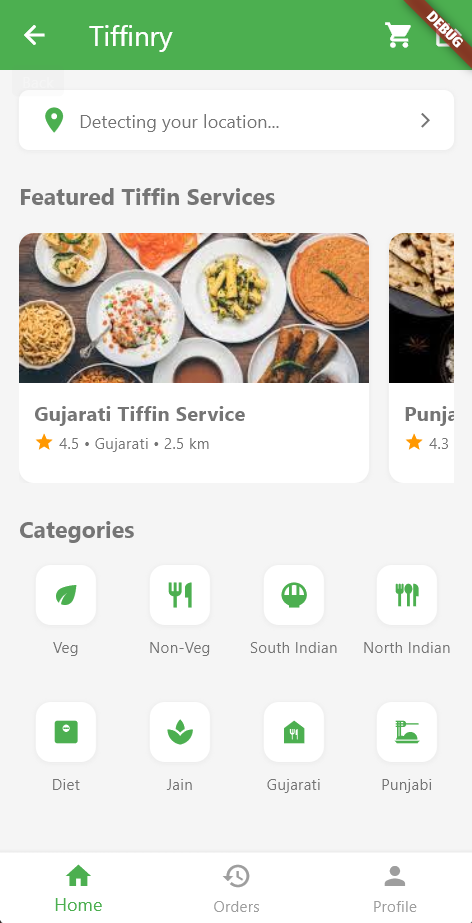 Tiffinry
DEBUG
Detecting your location...
Featured Tiffin Services
Gujarati Tiffin Service
4.5 • Gujarati • 2.5 km
Punja
4.3
Categories
Veg
Non-Veg
South Indian
North Indian
Diet
Jain
Gujarati
Punjabi
Home
Orders
Profile